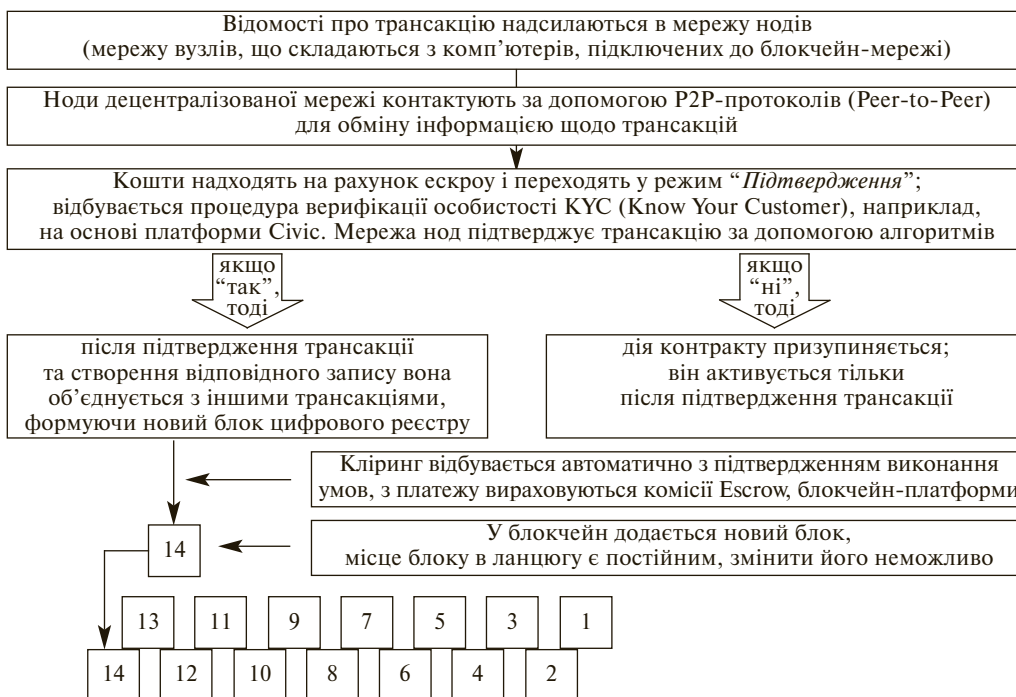 Відомості про трансакцію надсилаються в мережу нодів
(мережу вузлів, що складаються з комп’ютерів, підключених до блокчейн-мережі)
Ноди децентралізованої мережі контактують за допомогою P2P-протоколів (Peer-to-Peer)
для обміну інформацією щодо трансакцій
Кошти надходять на рахунок ескроу і переходять у режим “Підтвердження”;
відбувається процедура верифікації особистості KYC (Know Your Customer), наприклад,
на основі платформи Civic. Мережа нод підтверджує трансакцію за допомогою алгоритмів
якщо
“так”,
тоді
якщо
“ні”,
тоді
після підтвердження трансакції
та створення відповідного запису вона
об’єднується з іншими трансакціями,
формуючи новий блок цифрового реєстру
дія контракту призупиняється;
він активується тільки
після підтвердження трансакції
Кліринг відбувається автоматично з підтвердженням виконання
умов, з платежу вираховуються комісії Escrow, блокчейн-платформи
14
У блокчейн додається новий блок,
місце блоку в ланцюгу є постійним, змінити його неможливо
13 11 9 7 5 3 1
14 12 10 8 6 4 2